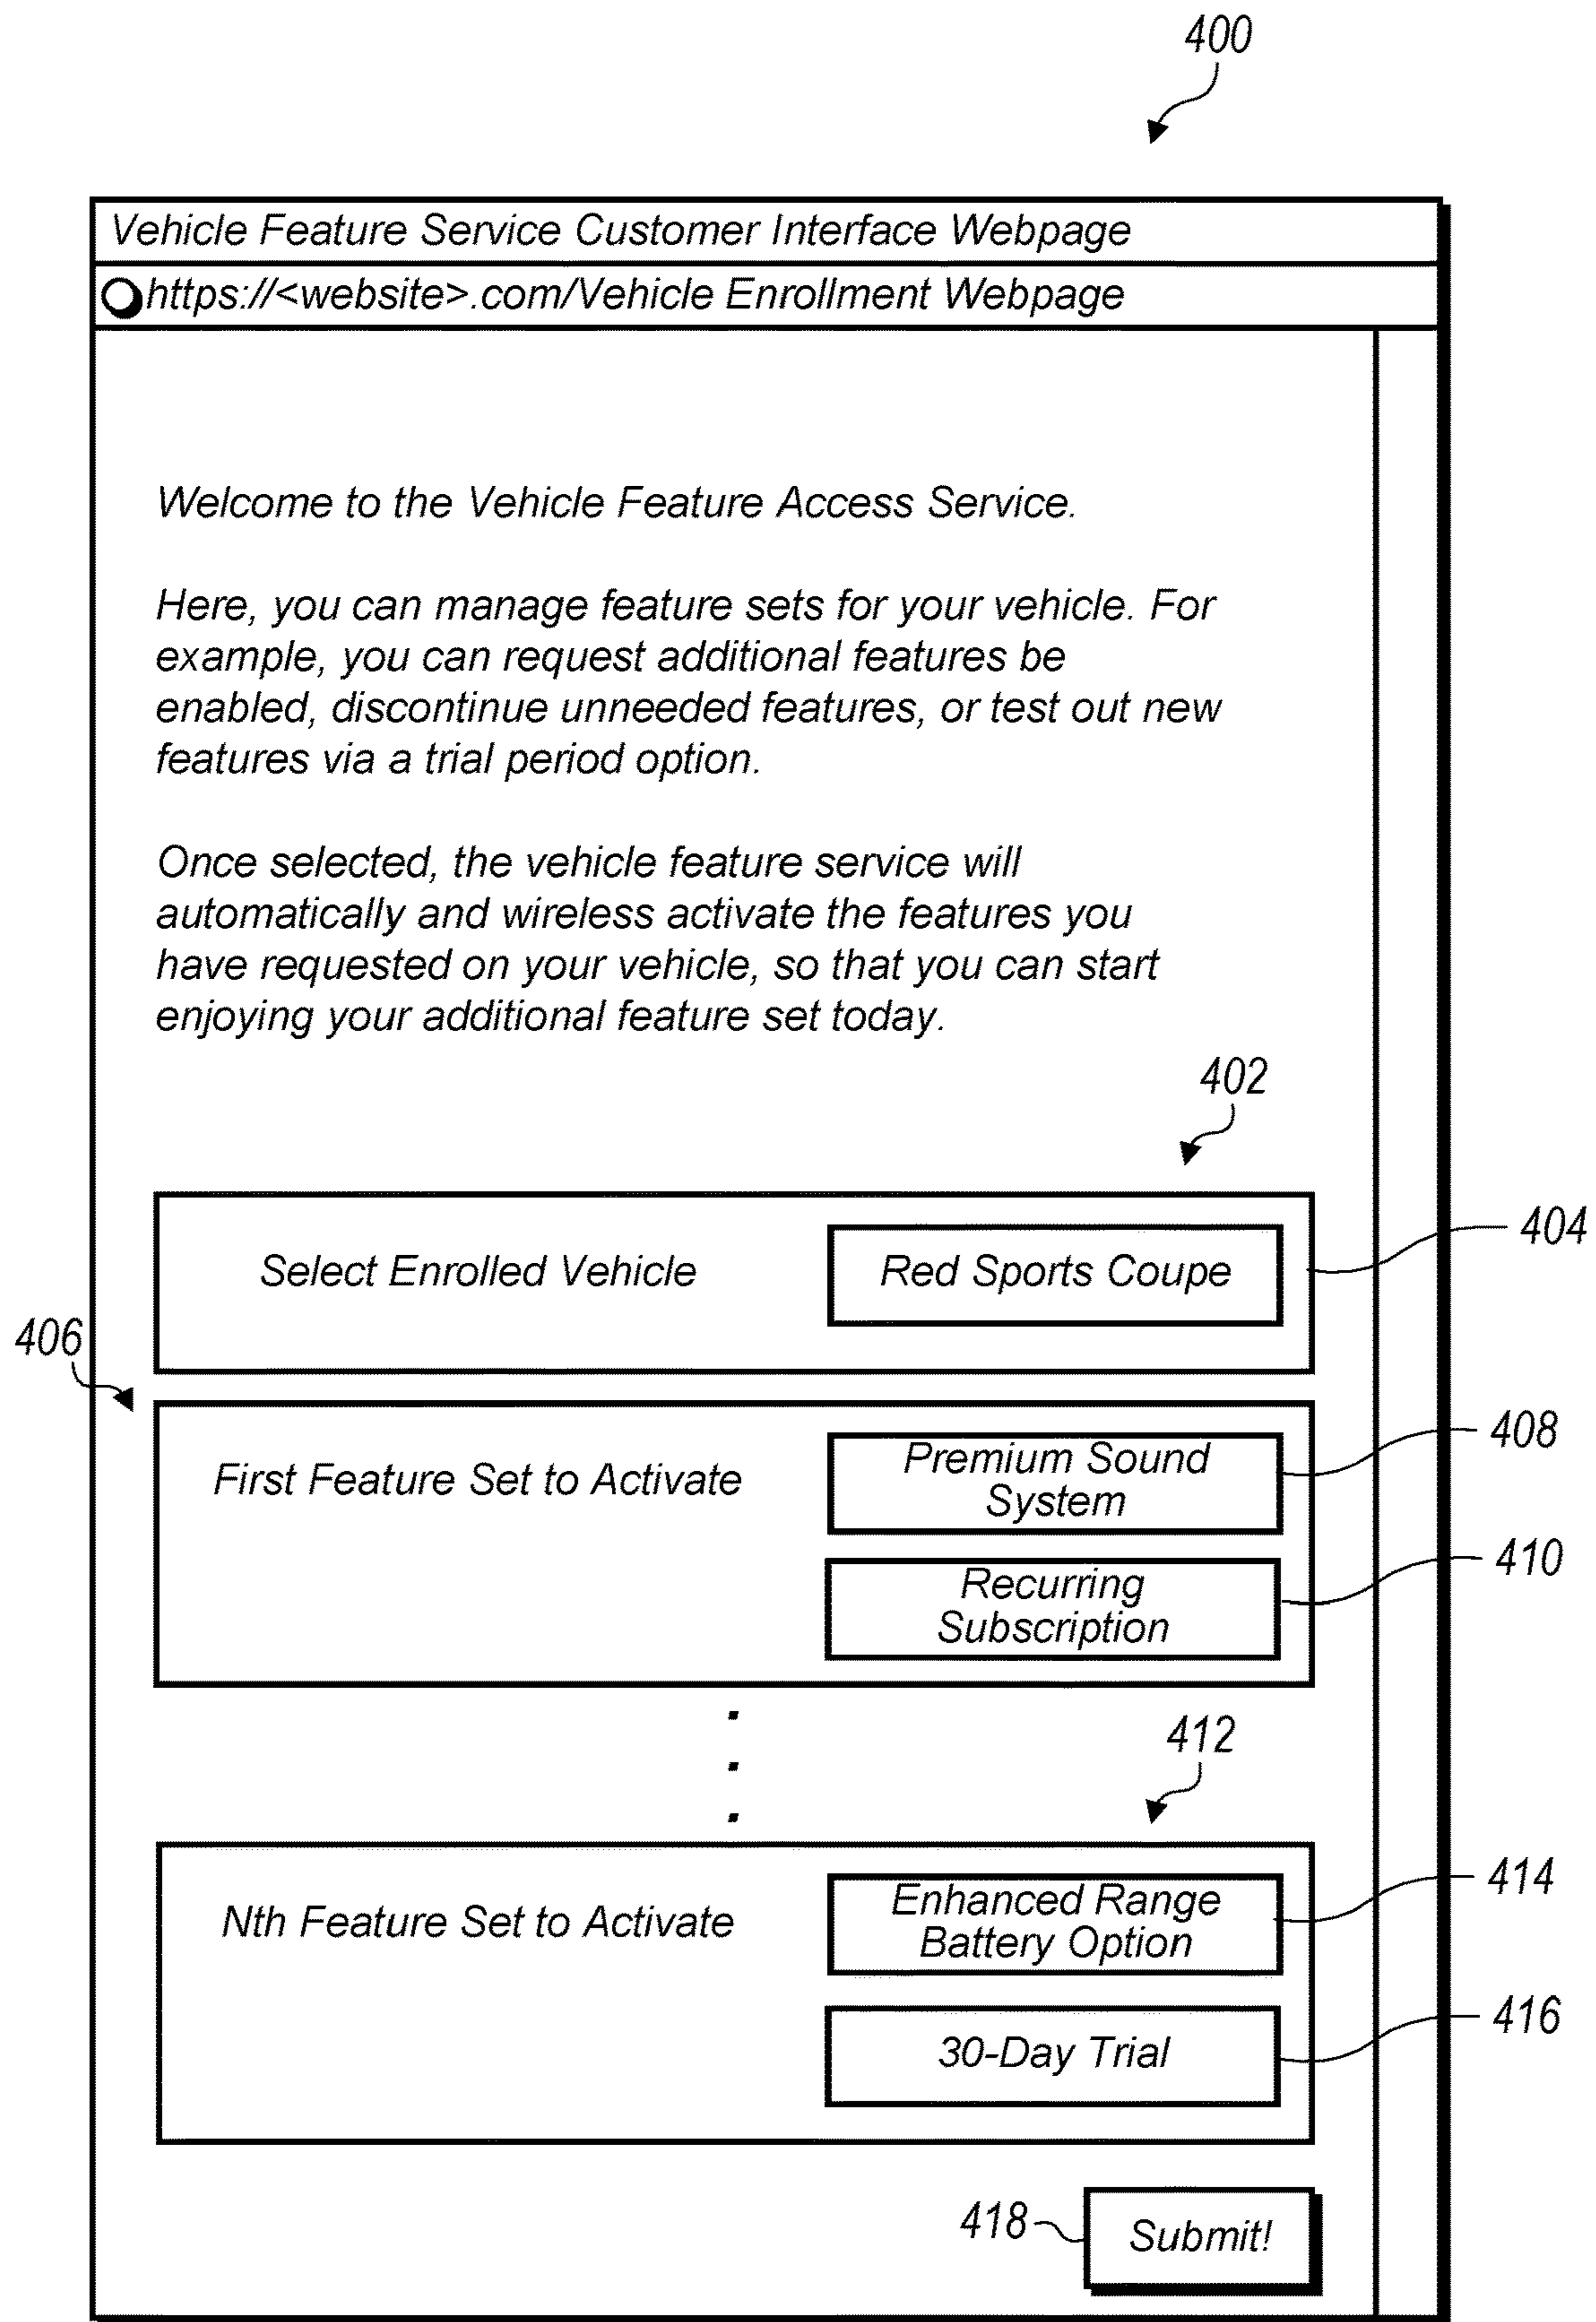 400
Vehicle Feature Service Customer Interface Webpage
https://<website>.com/Vehicle Enrollment Webpage
Welcome to the Vehicle Feature Access Service.
Here, you can manage feature sets for your vehicle. For
example, you can request additional features be
enabled, discontinue unneeded features, or test out new
features via a trial period option.
Once selected, the vehicle feature service will
automatically and wireless activate the features you
have requested on your vehicle, so that you can start
enjoying your additional feature set today.
402
Select Enrolled Vehicle
Red Sports Coupe
404
406
First Feature Set to Activate
Premium Sound
System
408
Recurring
Subscription
410
412
Nth Feature Set to Activate
Enhanced Range
Battery Option
414
30-Day Trial
416
418
Submit!